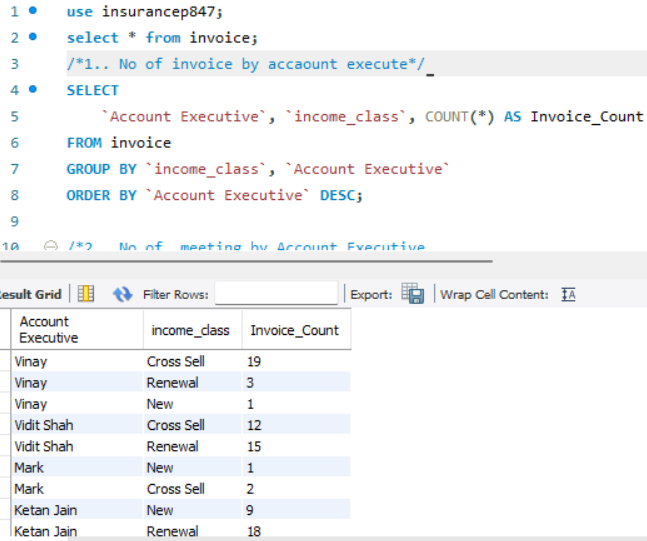 1 use insurancep847;
2 select * from invoice;
3 /*1.. No of invoice by accaount execute*/
4 SELECT
5 `Account Executive`, `income_class`, COUNT(*) AS Invoice_Count
6 FROM invoice
7 GROUP BY `income_class`, `Account Executive`
8 ORDER BY `Account Executive` DESC;
9
10 /*2.. No of meeting by Account Executive
Result Grid Filter Rows: Export: Wrap Cell Content: IA
Account Executive income_class Invoice_Count
Vinay Cross Sell 19
Vinay Renewal 3
Vinay New 1
Vidit Shah Cross Sell 12
Vidit Shah Renewal 15
Mark New 1
Mark Cross Sell 2
Ketan Jain New 9
Ketan Jain Renewal 18